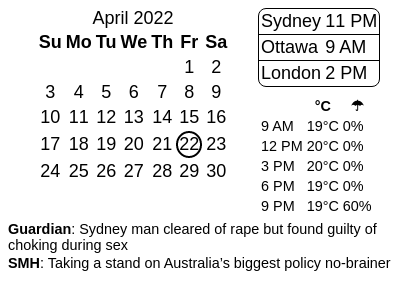 April 2022
Su Mo Tu We Th Fr Sa
1 2
3 4 5 6 7 8 9
10 11 12 13 14 15 16
17 18 19 20 21 22 23
24 25 26 27 28 29 30
Sydney 11 PM
Ottawa 9 AM
London 2 PM
°C ☂
9 AM 19°C 0%
12 PM 20°C 0%
3 PM 20°C 0%
6 PM 19°C 0%
9 PM 19°C 60%
Guardian: Sydney man cleared of rape but found guilty of
choking during sex
SMH: Taking a stand on Australia’s biggest policy no-brainer